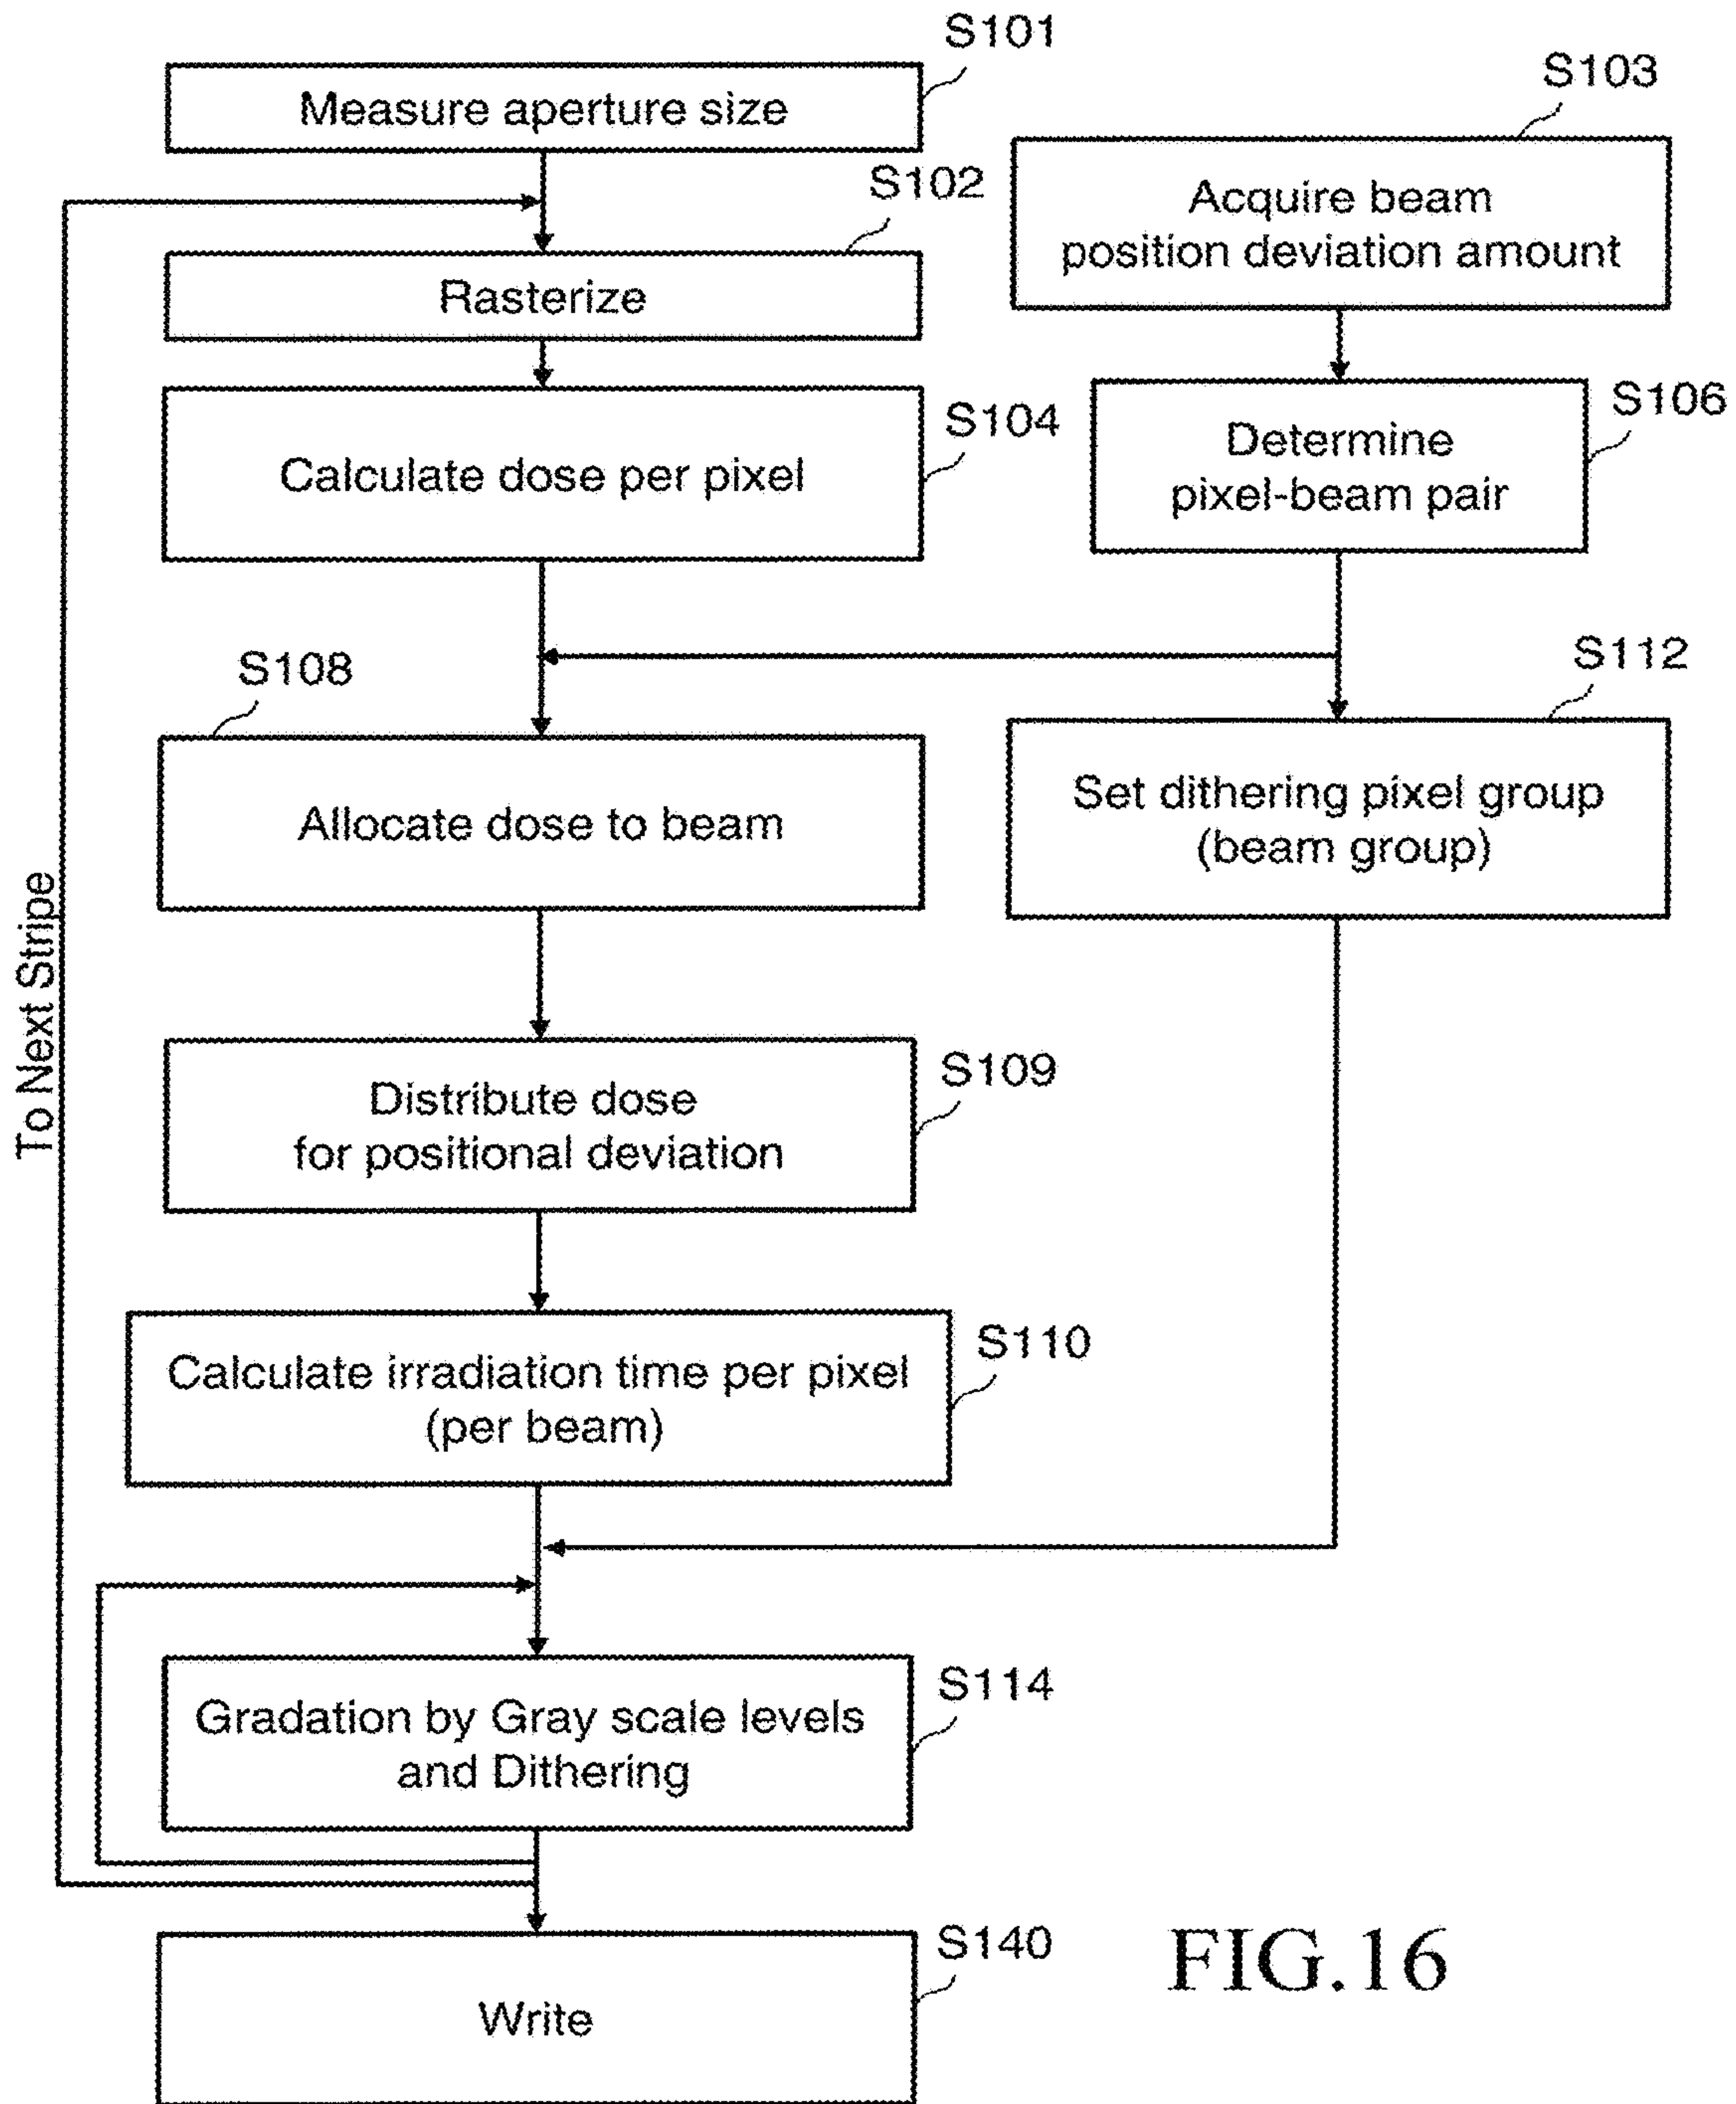 S101
Measure aperture size
S103
Acquire beam
position deviation amount
S102
Rasterize
S104
Calculate dose per pixel
S106
Determine
pixel-beam pair
S108
Allocate dose to beam
S112
Set dithering pixel group
(beam group)
To Next Stripe
S109
Distribute dose
for positional deviation
S110
Calculate irradiation time per pixel
(per beam)
S114
Gradation by Gray scale levels
and Dithering
S140
Write
FIG.16